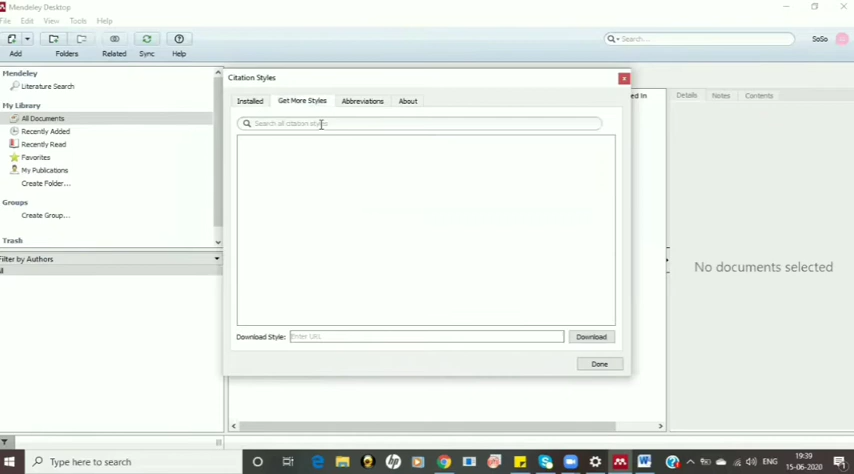 Mendeley Desktop
File Edit View Tools Help
Add Folders Related Sync Help
Search...
SoSo
Mendeley
Literature Search
My Library
All Documents
Recently Added
Recently Read
Favorites
My Publications
Create Folder...
Groups
Create Group...
Trash
Filter by Authors
Citation Styles
Installed Get More Styles Abbreviations About
Search all citation styles
Download Style: Enter URL Download
Done
ed In
Details Notes Contents
No documents selected
Type here to search
ENG
19:39
15-06-2020